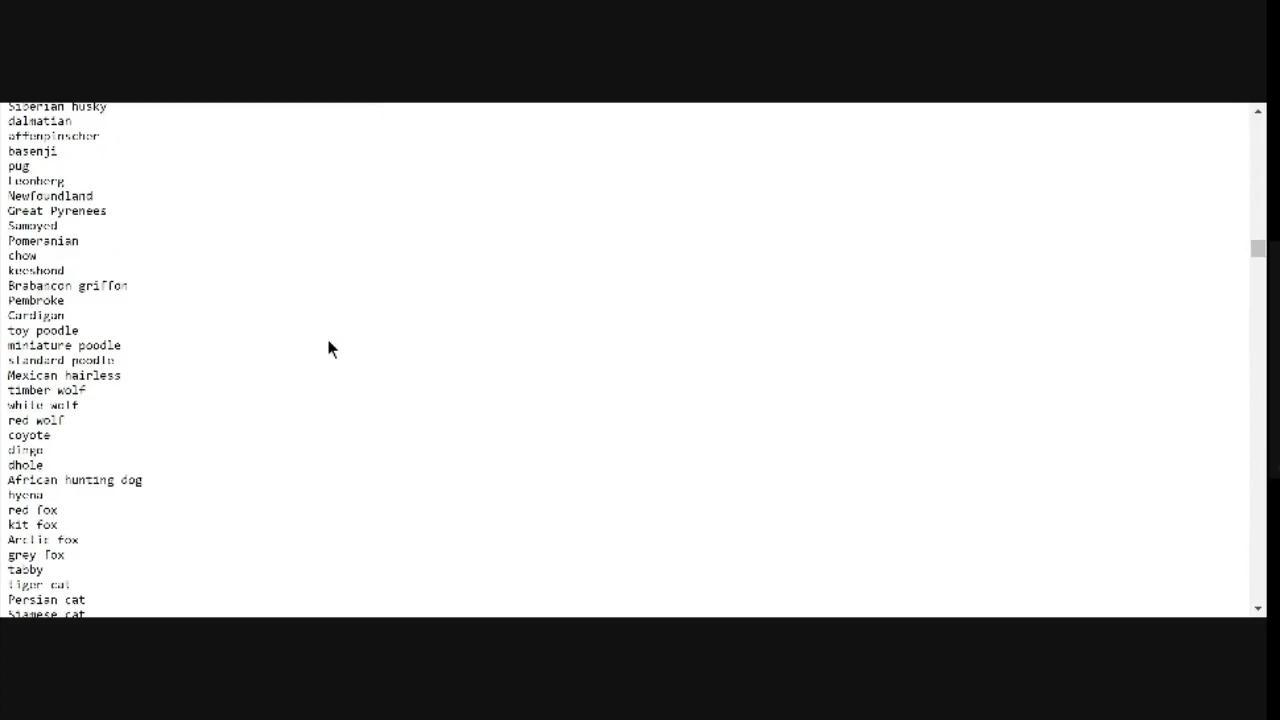 Siberian husky
dalmatian
affenpinscher
basenji
pug
Leonberg
Newfoundland
Great Pyrenees
Samoyed
Pomeranian
chow
keeshond
Brabancon griffon
Pembroke
Cardigan
toy poodle
miniature poodle
standard poodle
Mexican hairless
timber wolf
white wolf
red wolf
coyote
dingo
dhole
African hunting dog
hyena
red fox
kit fox
Arctic fox
grey fox
tabby
tiger cat
Persian cat
Siamese cat